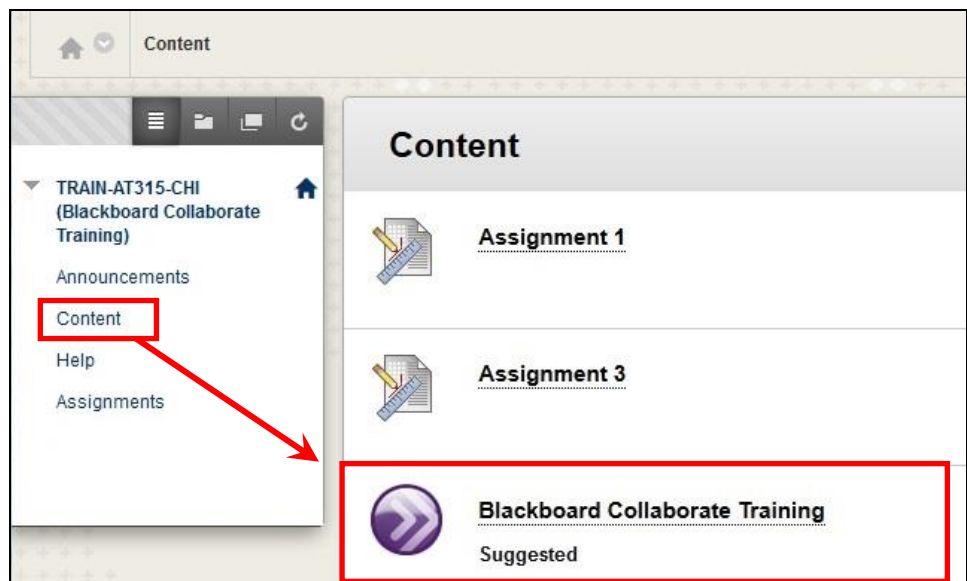 Content
TRAIN-AT315-CHI
(Blackboard Collaborate
Training)
Announcements
Content
Help
Assignments
Content
Assignment 1
Assignment 3
Blackboard Collaborate Training
Suggested